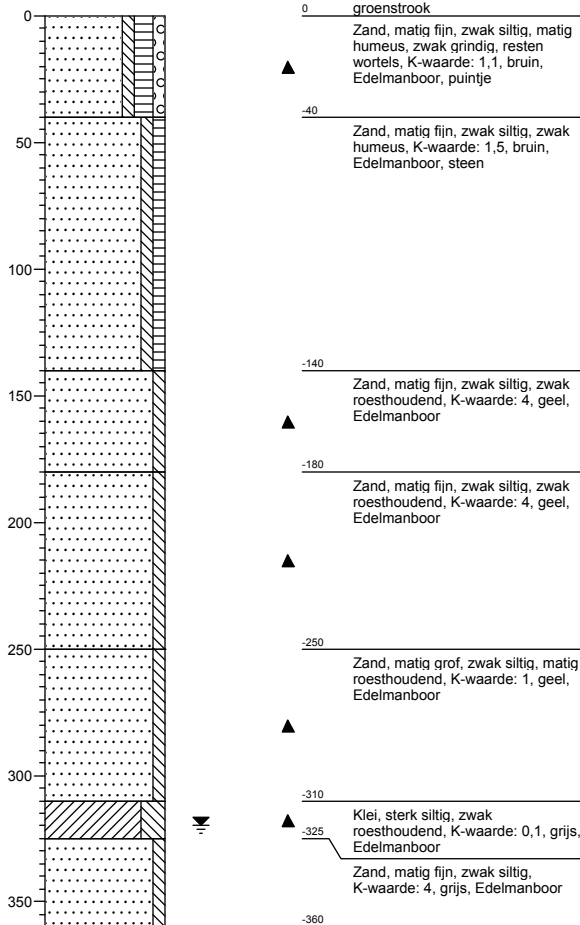 0
50
100
150
200
250
300
350
0 groenstrook
Zand, matig fijn, zwak siltig, matig
humeus, zwak grindig, resten
wortels, K-waarde: 1,1, bruin,
Edelmanboor, puintje
-40
Zand, matig fijn, zwak siltig, zwak
humeus, K-waarde: 1,5, bruin,
Edelmanboor, steen
-140
Zand, matig fijn, zwak siltig, zwak
roesthoudend, K-waarde: 4, geel,
Edelmanboor
-180
Zand, matig fijn, zwak siltig, zwak
roesthoudend, K-waarde: 4, geel,
Edelmanboor
-250
Zand, matig grof, zwak siltig, matig
roesthoudend, K-waarde: 1, geel,
Edelmanboor
-310
Klei, sterk siltig, zwak
roesthoudend, K-waarde: 0,1, grijs,
Edelmanboor
-325
Zand, matig fijn, zwak siltig,
K-waarde: 4, grijs, Edelmanboor
-360